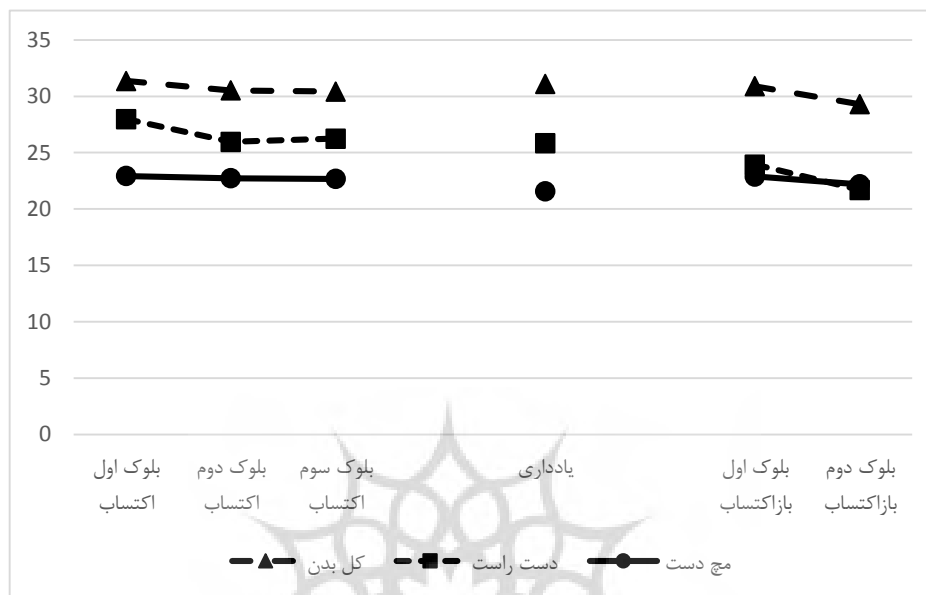 35
30
25
20
15
10
5
0
بلوک اول اکتساب
بلوک دوم اکتساب
بلوک سوم اکتساب
یادداری
بلوک اول بازاکتساب
بلوک دوم بازاکتساب
کل بدن
دست راست
مچ دست